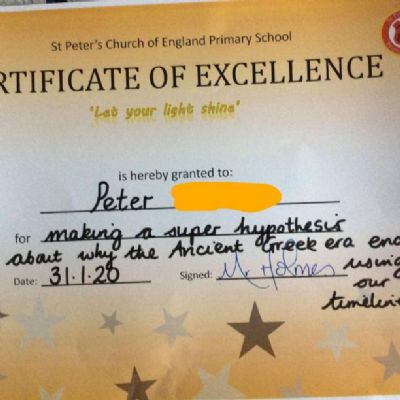 St Peter's Church of England Primary School
RTIFICATE OF EXCELLENCE
'Let your light shine'
is hereby granted to:
Peter
for making a super hypothesis
about why the Ancient Greek era end
Date: 31.1.20 Signed: Mr Holmes using
our
timeline